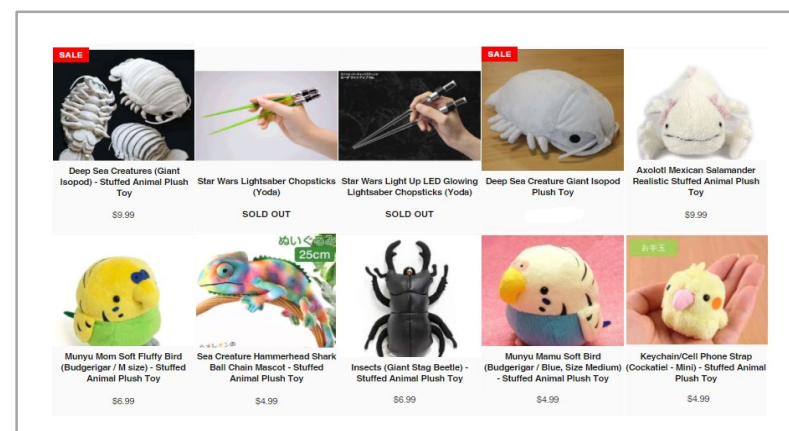 SALE
Deep Sea Creatures (Giant
Isopod) - Stuffed Animal Plush
Toy
$9.99
Star Wars Lightsaber Chopsticks
(Yoda)
SOLD OUT
Star Wars Light Up LED Glowing
Lightsaber Chopsticks (Yoda)
SOLD OUT
SALE
Deep Sea Creature Giant Isopod
Plush Toy
Axolotl Mexican Salamander
Realistic Stuffed Animal Plush
Toy
$9.99
Munyu Mom Soft Fluffy Bird
(Budgerigar / M size) - Stuffed
Animal Plush Toy
$6.99
ぬいぐるみ
25cm
Sea Creature Hammerhead Shark
Ball Chain Mascot - Stuffed
Animal Plush Toy
$4.99
Insects (Giant Stag Beetle) -
Stuffed Animal Plush Toy
$6.99
Munyu Mamu Soft Bird
(Budgerigar / Blue, Size Medium)
- Stuffed Animal Plush Toy
$4.99
お手玉
Keychain/Cell Phone Strap
(Cockatiel - Mini) - Stuffed Animal
Plush Toy
$4.99